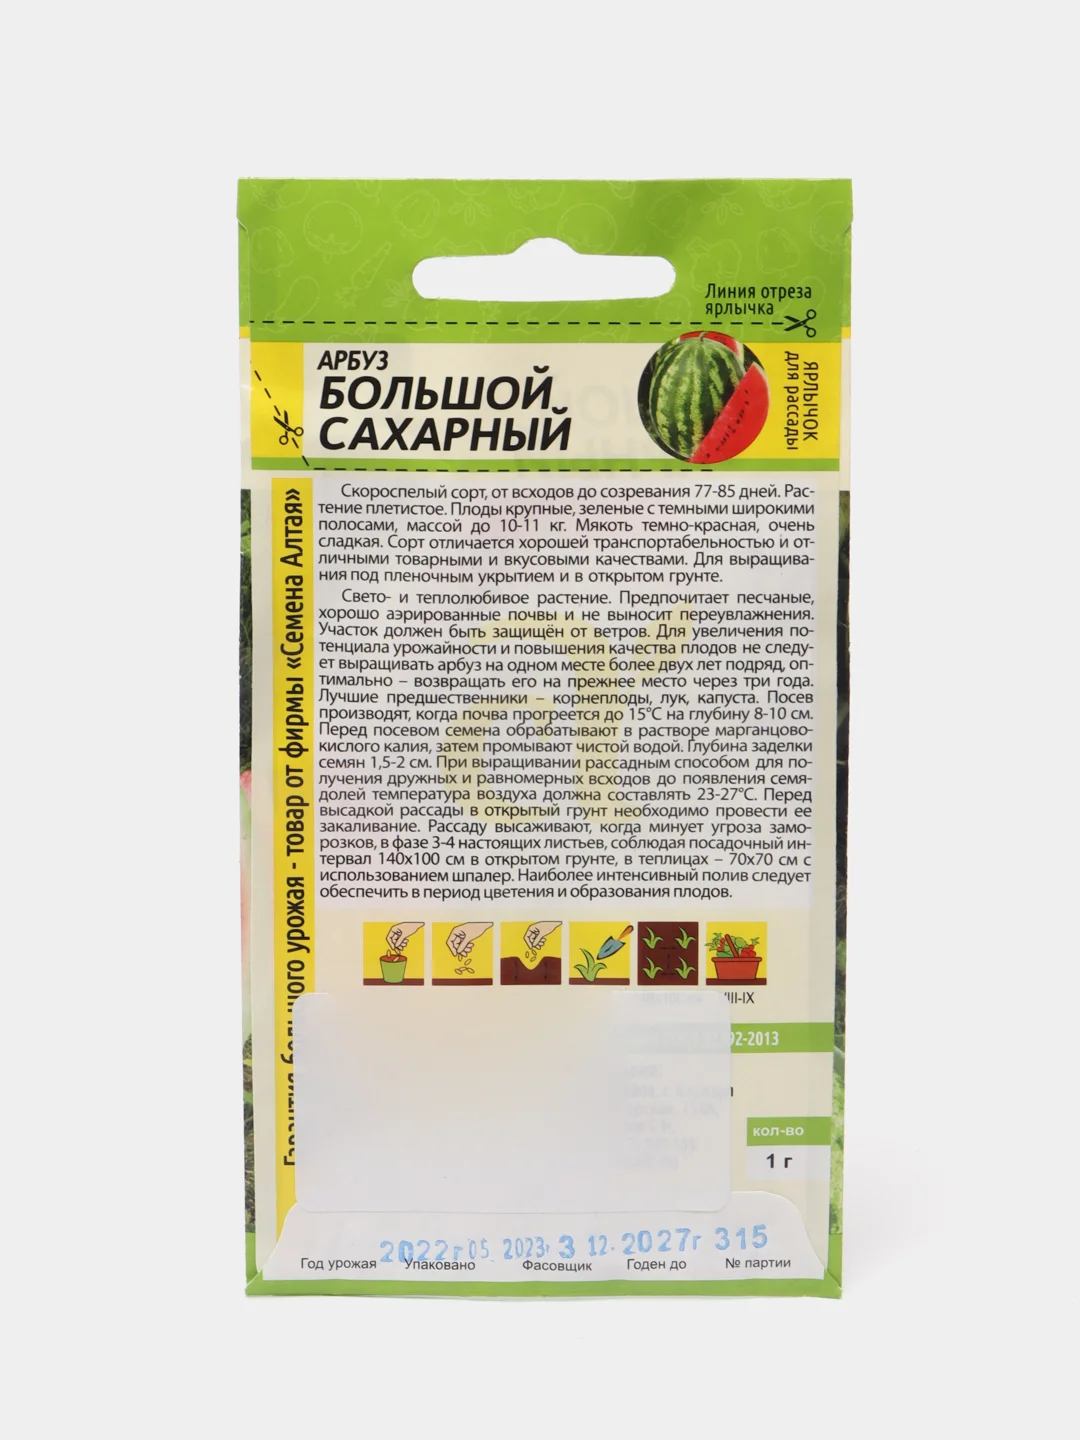 Линия отреза
ярлычка
АРБУЗ
БОЛЬШОЙ
САХАРНЫЙ
ЯРЛЫЧОК
для рассады
Скороспелый сорт, от всходов до созревания 77-85 дней. Рас-
тение плетистое. Плоды крупные, зеленые с темными широкими
полосами, массой до 10-11 кг. Мякоть темно-красная, очень
сладкая. Сорт отличается хорошей транспортабельностью и от-
личными товарными и вкусовыми качествами. Для выращива-
ния под пленочным укрытием и в открытом грунте.
Свето- и теплолюбивое растение. Предпочитает песчаные,
хорошо аэрированные почвы и не выносит переувлажнения.
Участок должен быть защищён от ветров. Для увеличения по-
тенциала урожайности и повышения качества плодов не следу-
ет выращивать арбуз на одном месте более двух лет подряд, оп-
тимально – возвращать его на прежнее место через три года.
Лучшие предшественники – корнеплоды, лук, капуста. Посев
производят, когда почва прогреется до 15°С на глубину 8-10 см.
Перед посевом семена обрабатывают в растворе марганцово-
кислого калия, затем промывают чистой водой. Глубина заделки
семян 1,5-2 см. При выращивании рассадным способом для по-
лучения дружных и равномерных всходов до появления семя-
долей температура воздуха должна составлять 23-27°С. Перед
высадкой рассады в открытый грунт необходимо провести ее
закаливание. Рассаду высаживают, когда минует угроза замо-
розков, в фазе 3-4 настоящих листьев, соблюдая посадочный ин-
тервал 140х100 см в открытом грунте, в теплицах – 70х70 см с
использованием шпалер. Наиболее интенсивный полив следует
обеспечить в период цветения и образования плодов.
Гарантия большого урожая - товар от фирмы «Семена Алтая»
VIII-IX
92-2013
кол-во
1 г
2022г 05. 2023г 3 12. 2027г 315
Год урожая Упаковано Фасовщик Годен до № партии